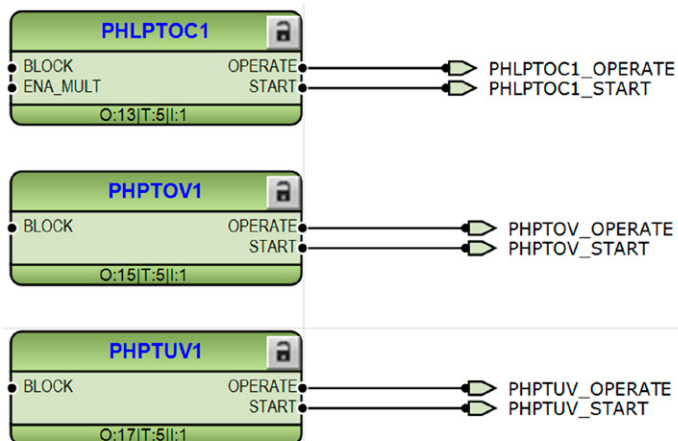 PHLPTOC1
BLOCK OPERATE PHLPTOC1_OPERATE
ENA_MULT START PHLPTOC1_START
O:13|T:5|I:1
PHPTOV1
BLOCK OPERATE PHPTOV_OPERATE
START PHPTOV_START
O:15|T:5|I:1
PHPTUV1
BLOCK OPERATE PHPTUV_OPERATE
START PHPTUV_START
O:17|T:5|I:1